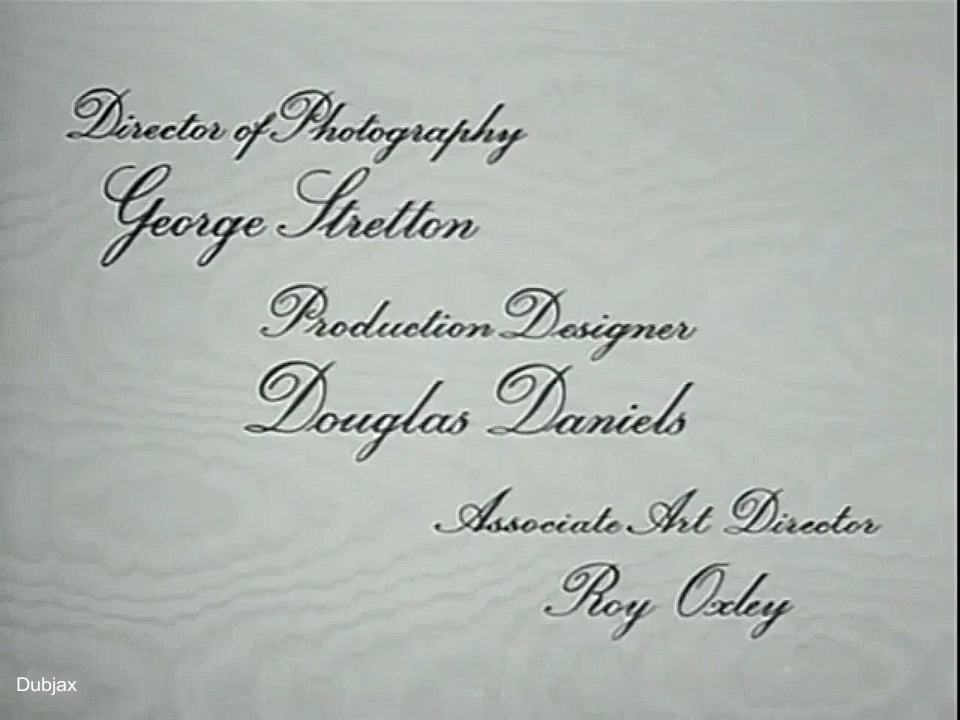 Director of Photography
George Stretton
Production Designer
Douglas Daniels
Associate Art Director
Roy Oxley
Dubjax